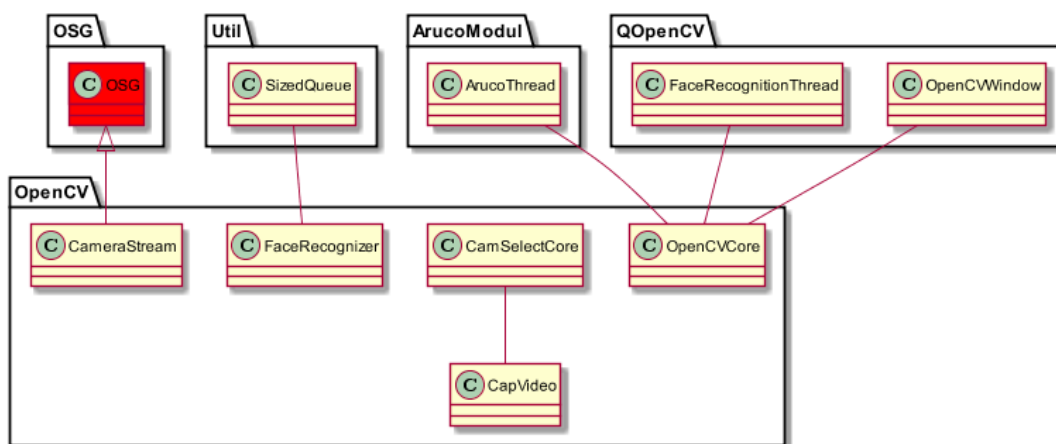 OSG
Util
ArucoModul
QOpenCV
C OSG
C SizedQueue
C ArucoThread
C FaceRecognitionThread
C OpenCVWindow
OpenCV
C CameraStream
C FaceRecognizer
C CamSelectCore
C OpenCVCore
C CapVideo